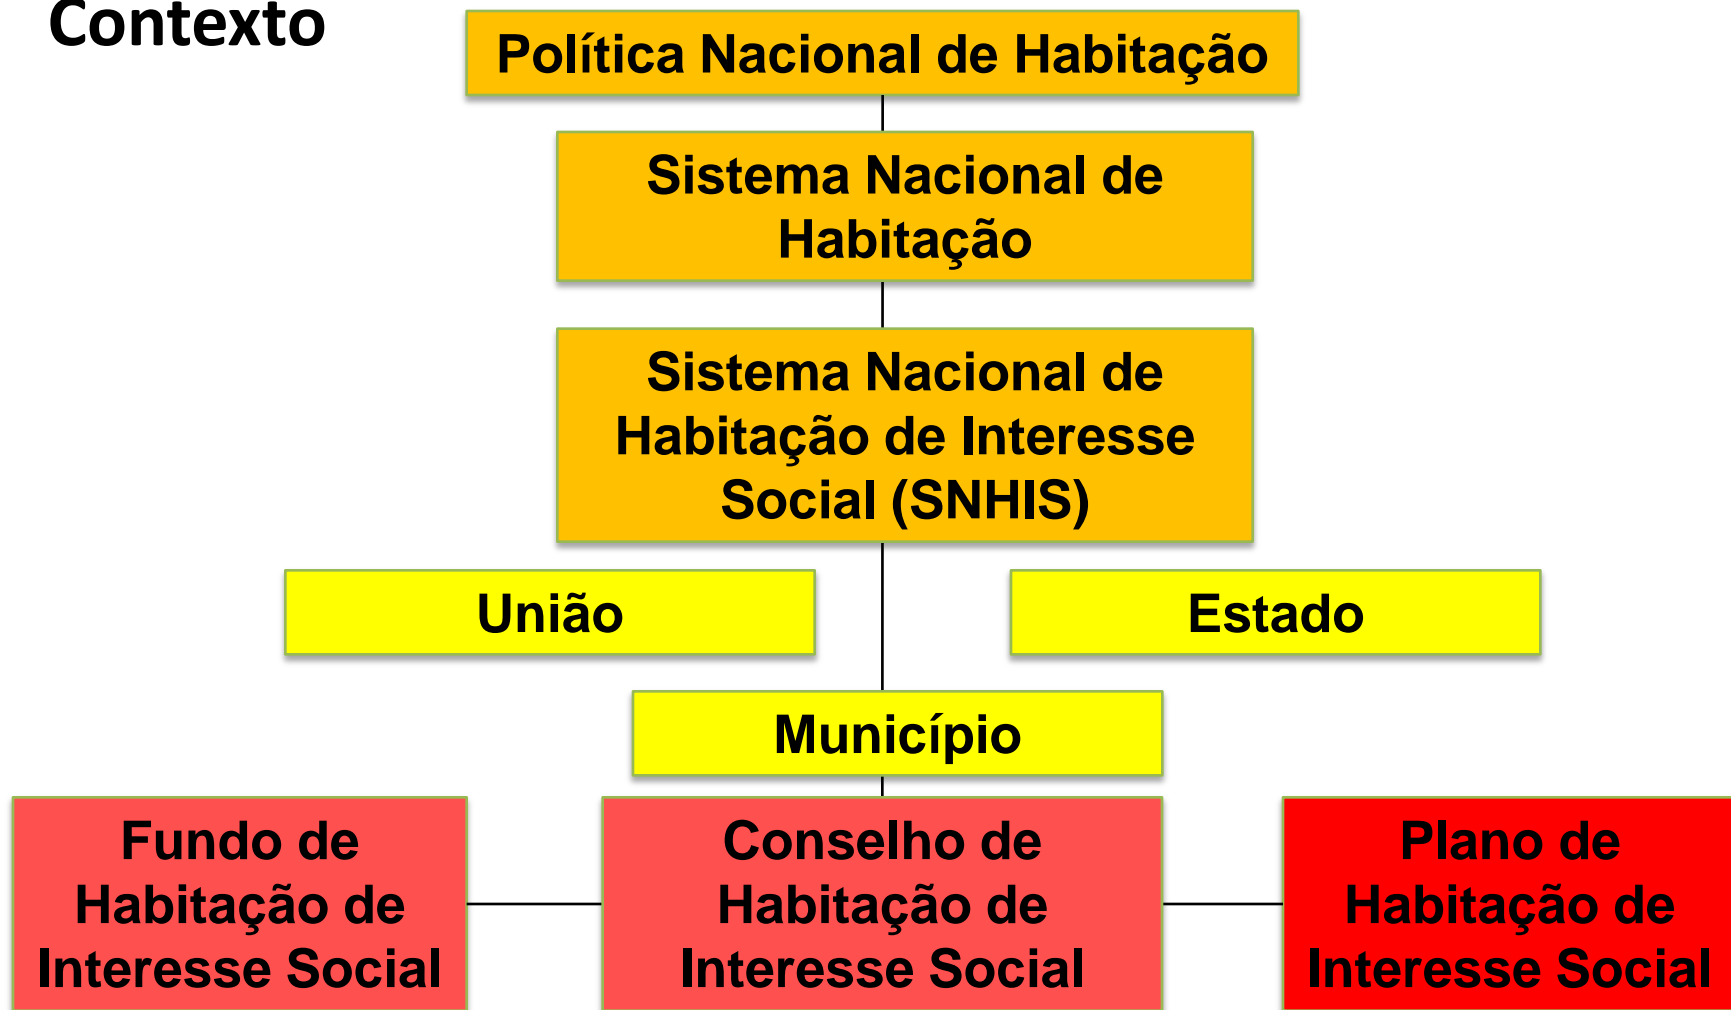 Contexto
Política Nacional de Habitação
Sistema Nacional de
Habitação
Sistema Nacional de
Habitação de Interesse
Social (SNHIS)
União
Estado
Município
Fundo de
Habitação de
Interesse Social
Conselho de
Habitação de
Interesse Social
Plano de
Habitação de
Interesse Social